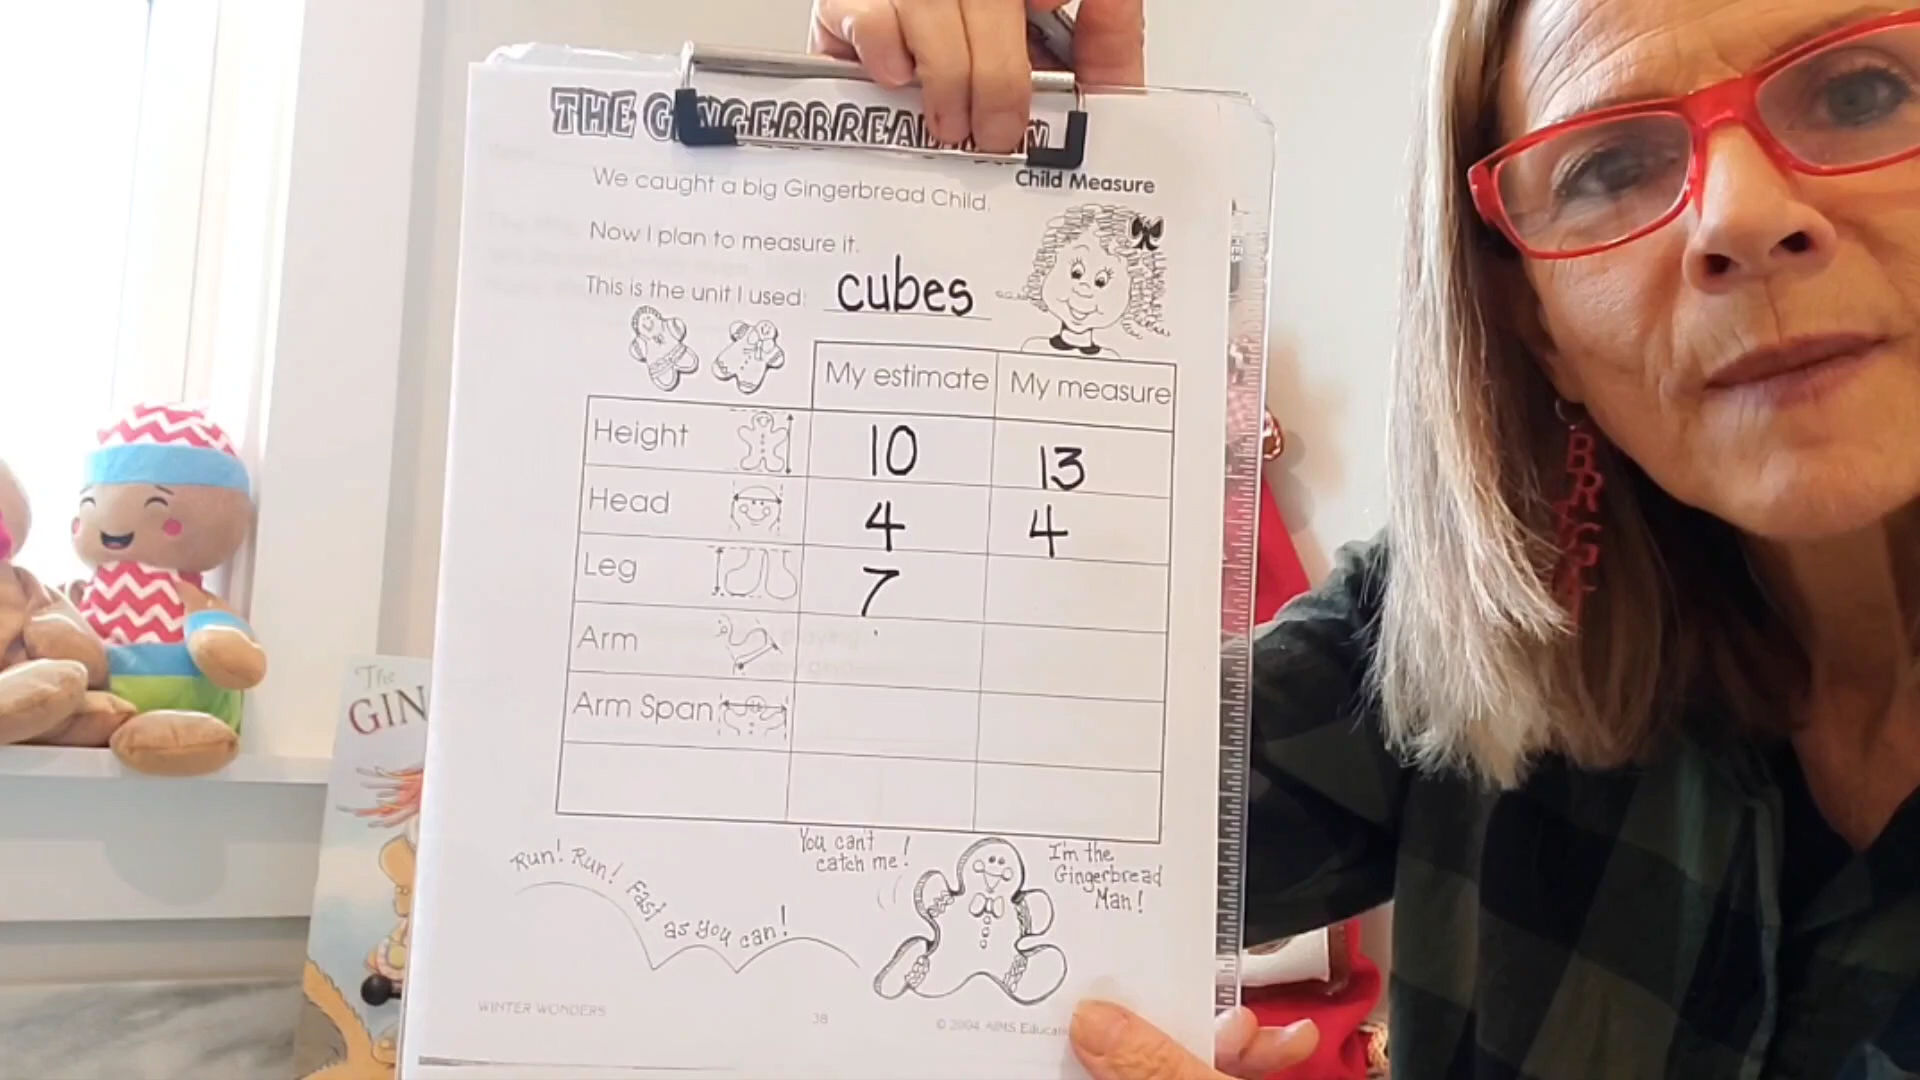 THE GINGERBREAD MAN
Child Measure
We caught a big Gingerbread Child.
Now I plan to measure it.
This is the unit I used: cubes
My estimate My measure
Height 10 13
Head 4 4
Leg 7
Arm
Arm Span
You can't catch me!
I'm the Gingerbread Man!
Run! Run! Fast as you can!
WINTER WONDERS 38 © 2004 AIMS
The
GIN